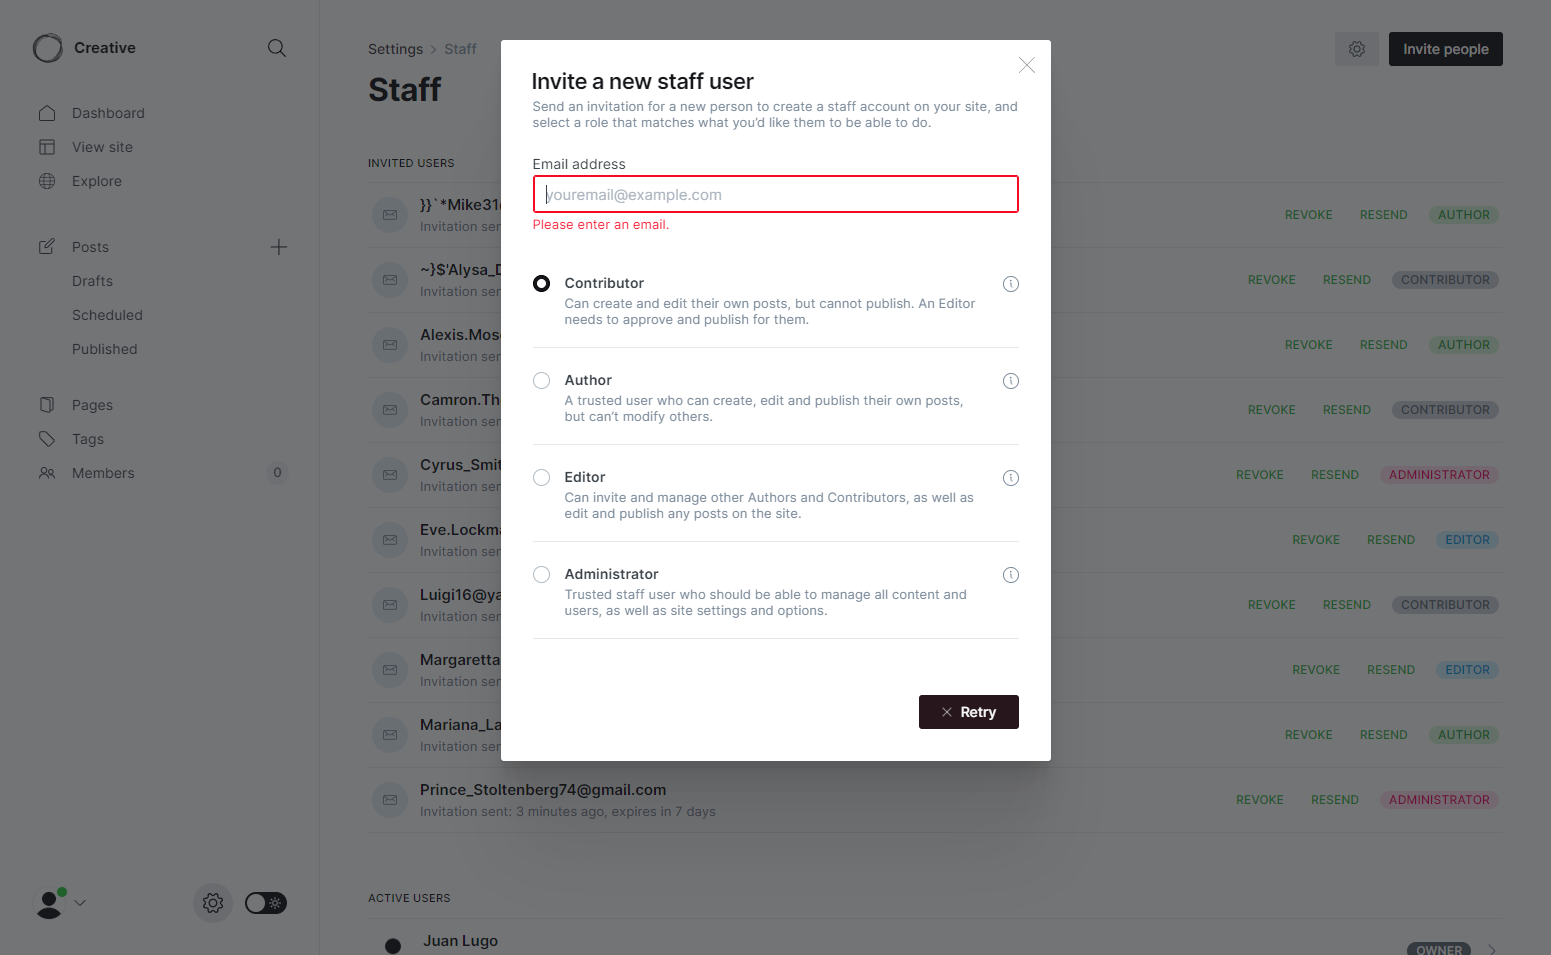 Creative
Dashboard
View site
Explore
Posts
Drafts
Scheduled
Published
Pages
Tags
Members 0
Settings > Staff
Staff
Invite people
INVITED USERS
}}`*Mike31
Invitation sen
REVOKE RESEND AUTHOR
~}$'Alysa_D
Invitation sen
REVOKE RESEND CONTRIBUTOR
Alexis.Mos
Invitation sen
REVOKE RESEND AUTHOR
Camron.Th
Invitation sen
REVOKE RESEND CONTRIBUTOR
Cyrus_Smit
Invitation sen
REVOKE RESEND ADMINISTRATOR
Eve.Lockma
Invitation sen
REVOKE RESEND EDITOR
Luigi16@ya
Invitation sen
REVOKE RESEND CONTRIBUTOR
Margaretta
Invitation sen
REVOKE RESEND EDITOR
Mariana_La
Invitation sen
REVOKE RESEND AUTHOR
Prince_Stoltenberg74@gmail.com
Invitation sent: 3 minutes ago, expires in 7 days
REVOKE RESEND ADMINISTRATOR
ACTIVE USERS
Juan Lugo
OWNER
Invite a new staff user
Send an invitation for a new person to create a staff account on your site, and
select a role that matches what you’d like them to be able to do.
Email address
youremail@example.com
Please enter an email.
Contributor
Can create and edit their own posts, but cannot publish. An Editor
needs to approve and publish for them.
Author
A trusted user who can create, edit and publish their own posts,
but can’t modify others.
Editor
Can invite and manage other Authors and Contributors, as well as
edit and publish any posts on the site.
Administrator
Trusted staff user who should be able to manage all content and
users, as well as site settings and options.
Retry